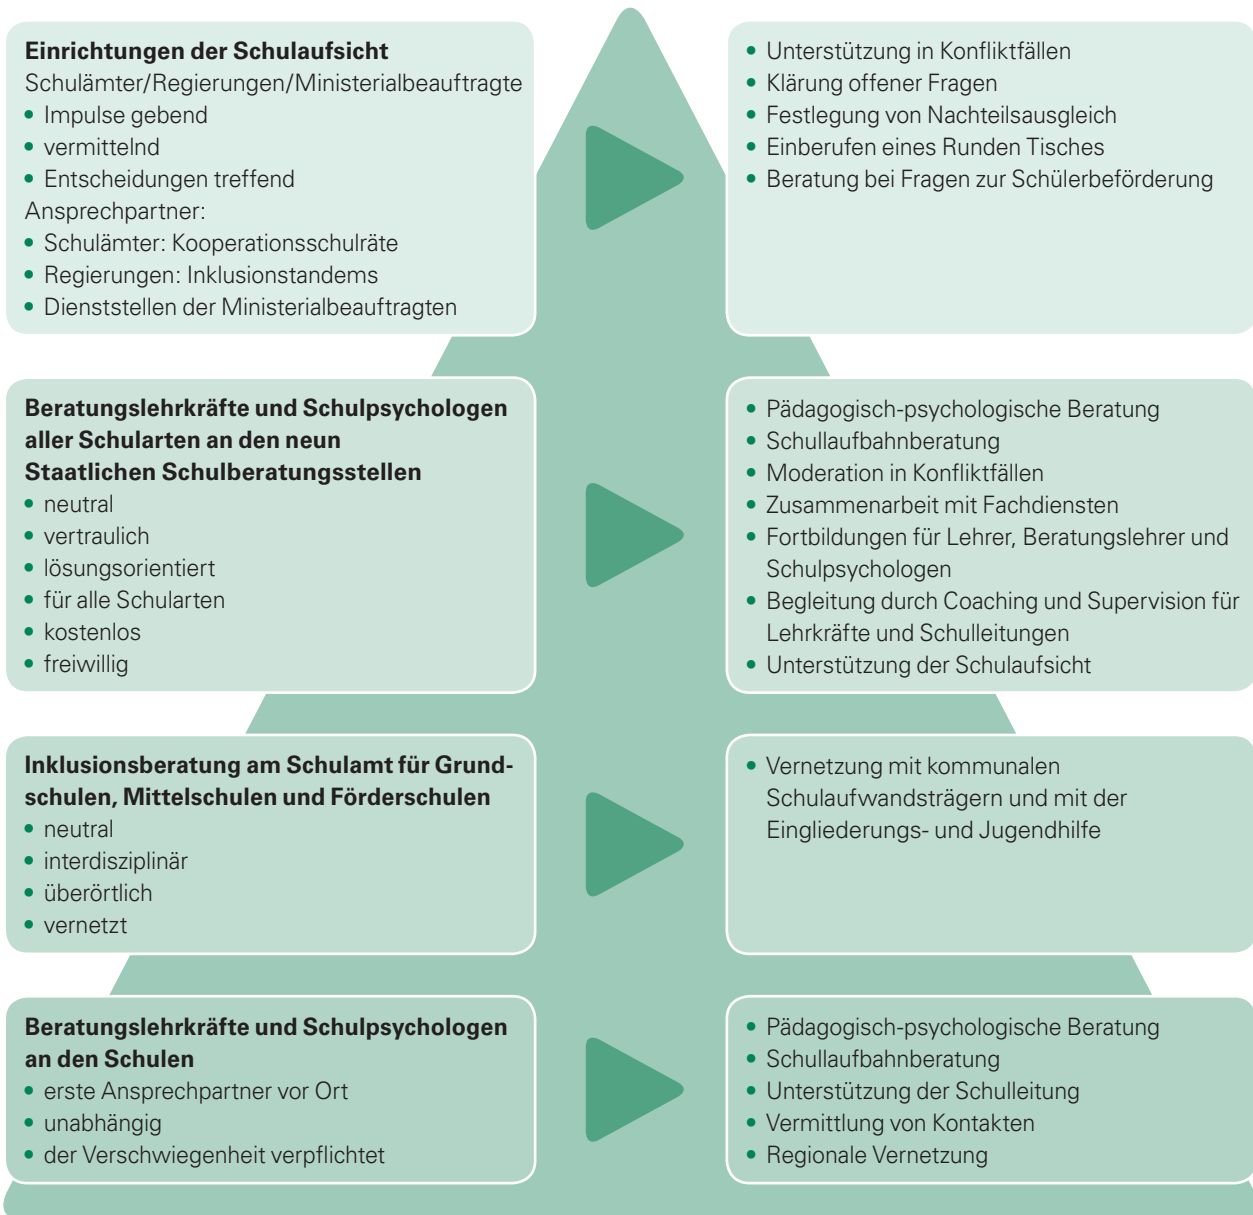 Einrichtungen der Schulaufsicht
Schulämter/Regierungen/Ministerialbeauftragte
• Impulse gebend
• vermittelnd
• Entscheidungen treffend
Ansprechpartner:
• Schulämter: Kooperationsschulräte
• Regierungen: Inklusionstandems
• Dienststellen der Ministerialbeauftragten
• Unterstützung in Konfliktfällen
• Klärung offener Fragen
• Festlegung von Nachteilsausgleich
• Einberufen eines Runden Tisches
• Beratung bei Fragen zur Schülerbeförderung
Beratungslehrkräfte und Schulpsychologen
aller Schularten an den neun
Staatlichen Schulberatungsstellen
• neutral
• vertraulich
• lösungsorientiert
• für alle Schularten
• kostenlos
• freiwillig
• Pädagogisch-psychologische Beratung
• Schullaufbahnberatung
• Moderation in Konfliktfällen
• Zusammenarbeit mit Fachdiensten
• Fortbildungen für Lehrer, Beratungslehrer und
Schulpsychologen
• Begleitung durch Coaching und Supervision für
Lehrkräfte und Schulleitungen
• Unterstützung der Schulaufsicht
Inklusionsberatung am Schulamt für Grund-
schulen, Mittelschulen und Förderschulen
• neutral
• interdisziplinär
• überörtlich
• vernetzt
• Vernetzung mit kommunalen
Schulaufwandsträgern und mit der
Eingliederungs- und Jugendhilfe
Beratungslehrkräfte und Schulpsychologen
an den Schulen
• erste Ansprechpartner vor Ort
• unabhängig
• der Verschwiegenheit verpflichtet
• Pädagogisch-psychologische Beratung
• Schullaufbahnberatung
• Unterstützung der Schulleitung
• Vermittlung von Kontakten
• Regionale Vernetzung